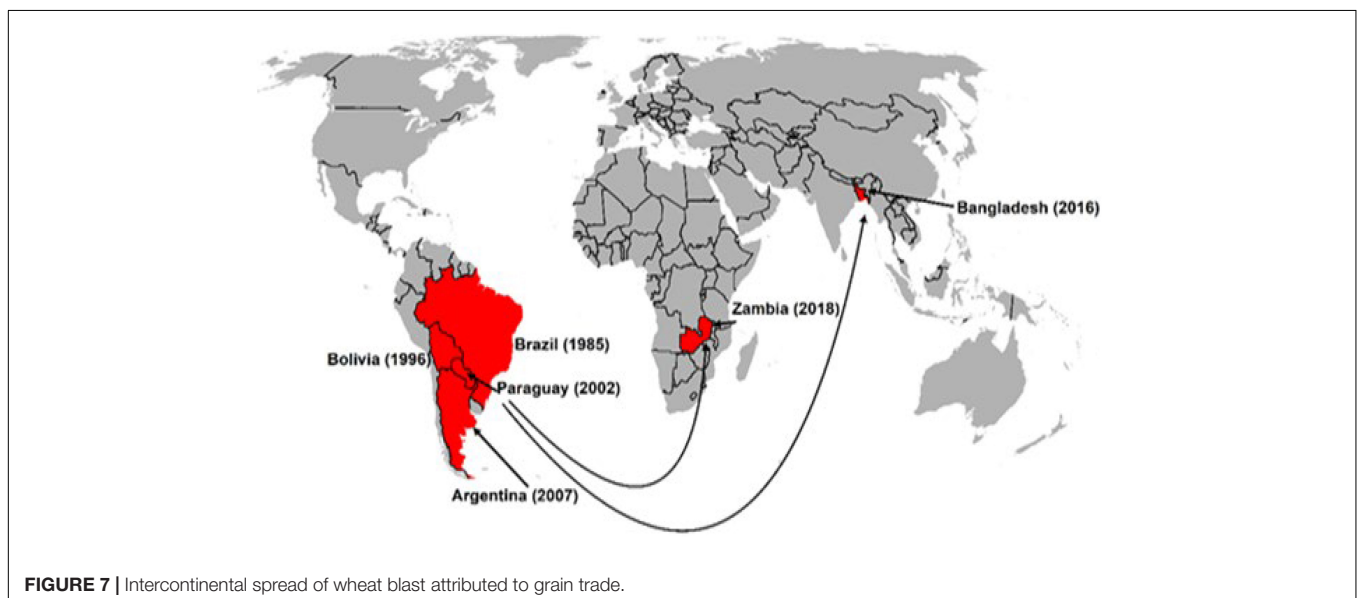 Bangladesh (2016)
Zambia (2018)
Brazil (1985)
Bolivia (1996)
Paraguay (2002)
Argentina (2007)
FIGURE 7 | Intercontinental spread of wheat blast attributed to grain trade.